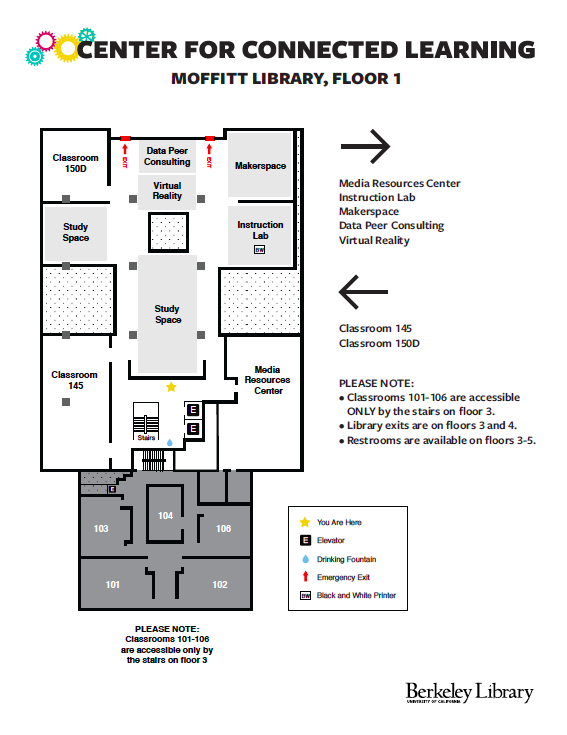 CENTER FOR CONNECTED LEARNING
MOFFITT LIBRARY, FLOOR 1
Classroom
150D
EXIT
Data Peer
Consulting
EXIT
Makerspace
Virtual
Reality
Study
Space
Instruction
Lab
BW
Study
Space
Classroom
145
Media
Resources
Center
E
E
Stairs
E
103
104
106
101
102
PLEASE NOTE:
Classrooms 101-106
are accessible only by
the stairs on floor 3
Media Resources Center
Instruction Lab
Makerspace
Data Peer Consulting
Virtual Reality
Classroom 145
Classroom 150D
PLEASE NOTE:
• Classrooms 101-106 are accessible
ONLY by the stairs on floor 3.
• Library exits are on floors 3 and 4.
• Restrooms are available on floors 3-5.
You Are Here
E Elevator
Drinking Fountain
Emergency Exit
BW Black and White Printer
Berkeley Library
UNIVERSITY OF CALIFORNIA